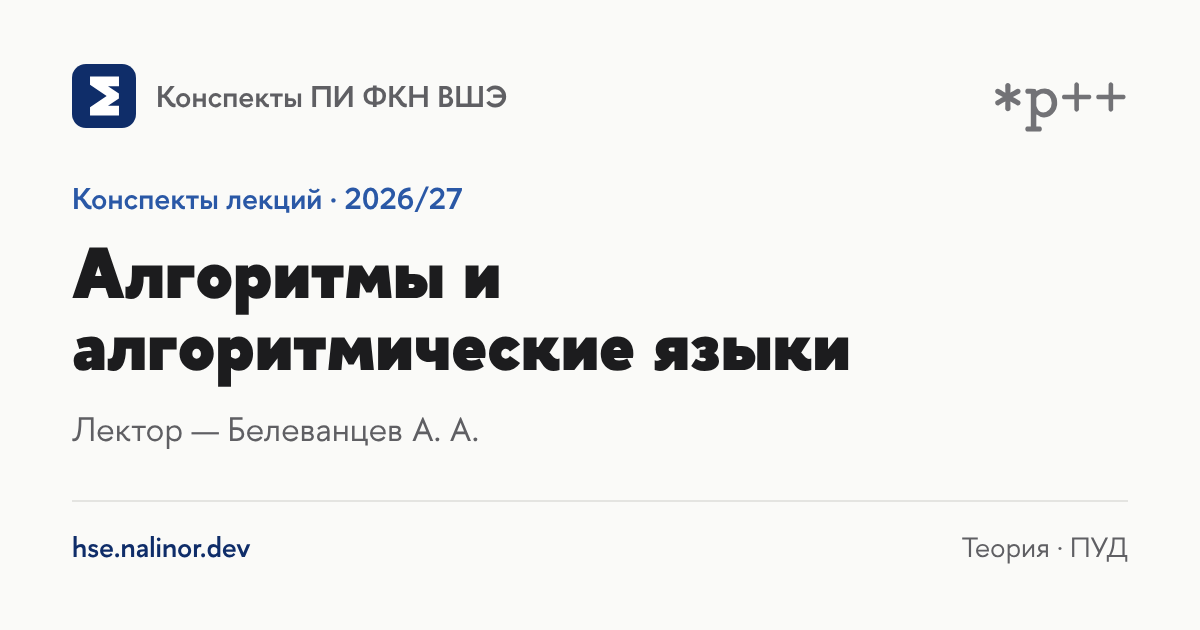 Σ Конспекты ПИ ФКН ВШЭ
*p++
Конспекты лекций · 2026/27
Алгоритмы и
алгоритмические языки
Лектор — Белеванцев А. А.
hse.nalinor.dev
Теория · ПУД